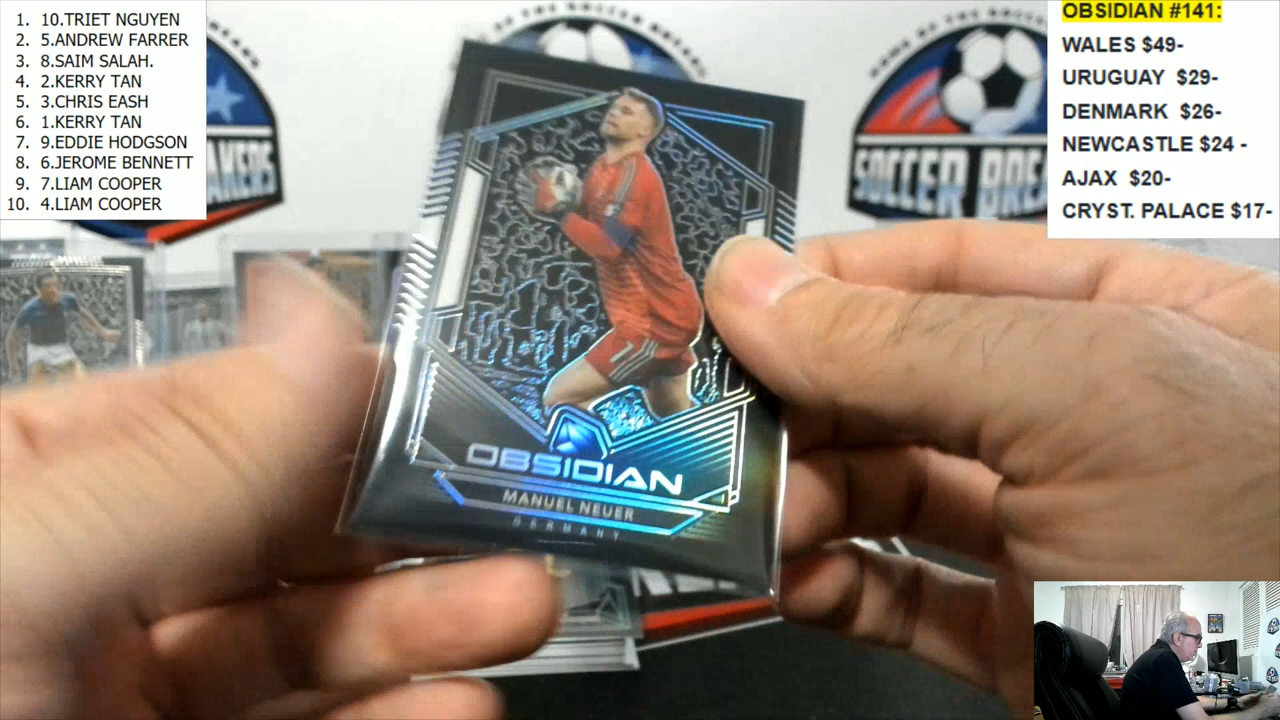 1. 10.TRIET NGUYEN
2. 5.ANDREW FARRER
3. 8.SAIM SALAH.
4. 2.KERRY TAN
5. 3.CHRIS EASH
6. 1.KERRY TAN
7. 9.EDDIE HODGSON
8. 6.JEROME BENNETT
9. 7.LIAM COOPER
10. 4.LIAM COOPER
OBSIDIAN #141:
WALES $49-
URUGUAY $29-
DENMARK $26-
NEWCASTLE $24 -
AJAX $20-
CRYST. PALACE $17-
AKERS
SOCCER BREA
OBSIDIAN
MANUEL NEUER
GERMANY